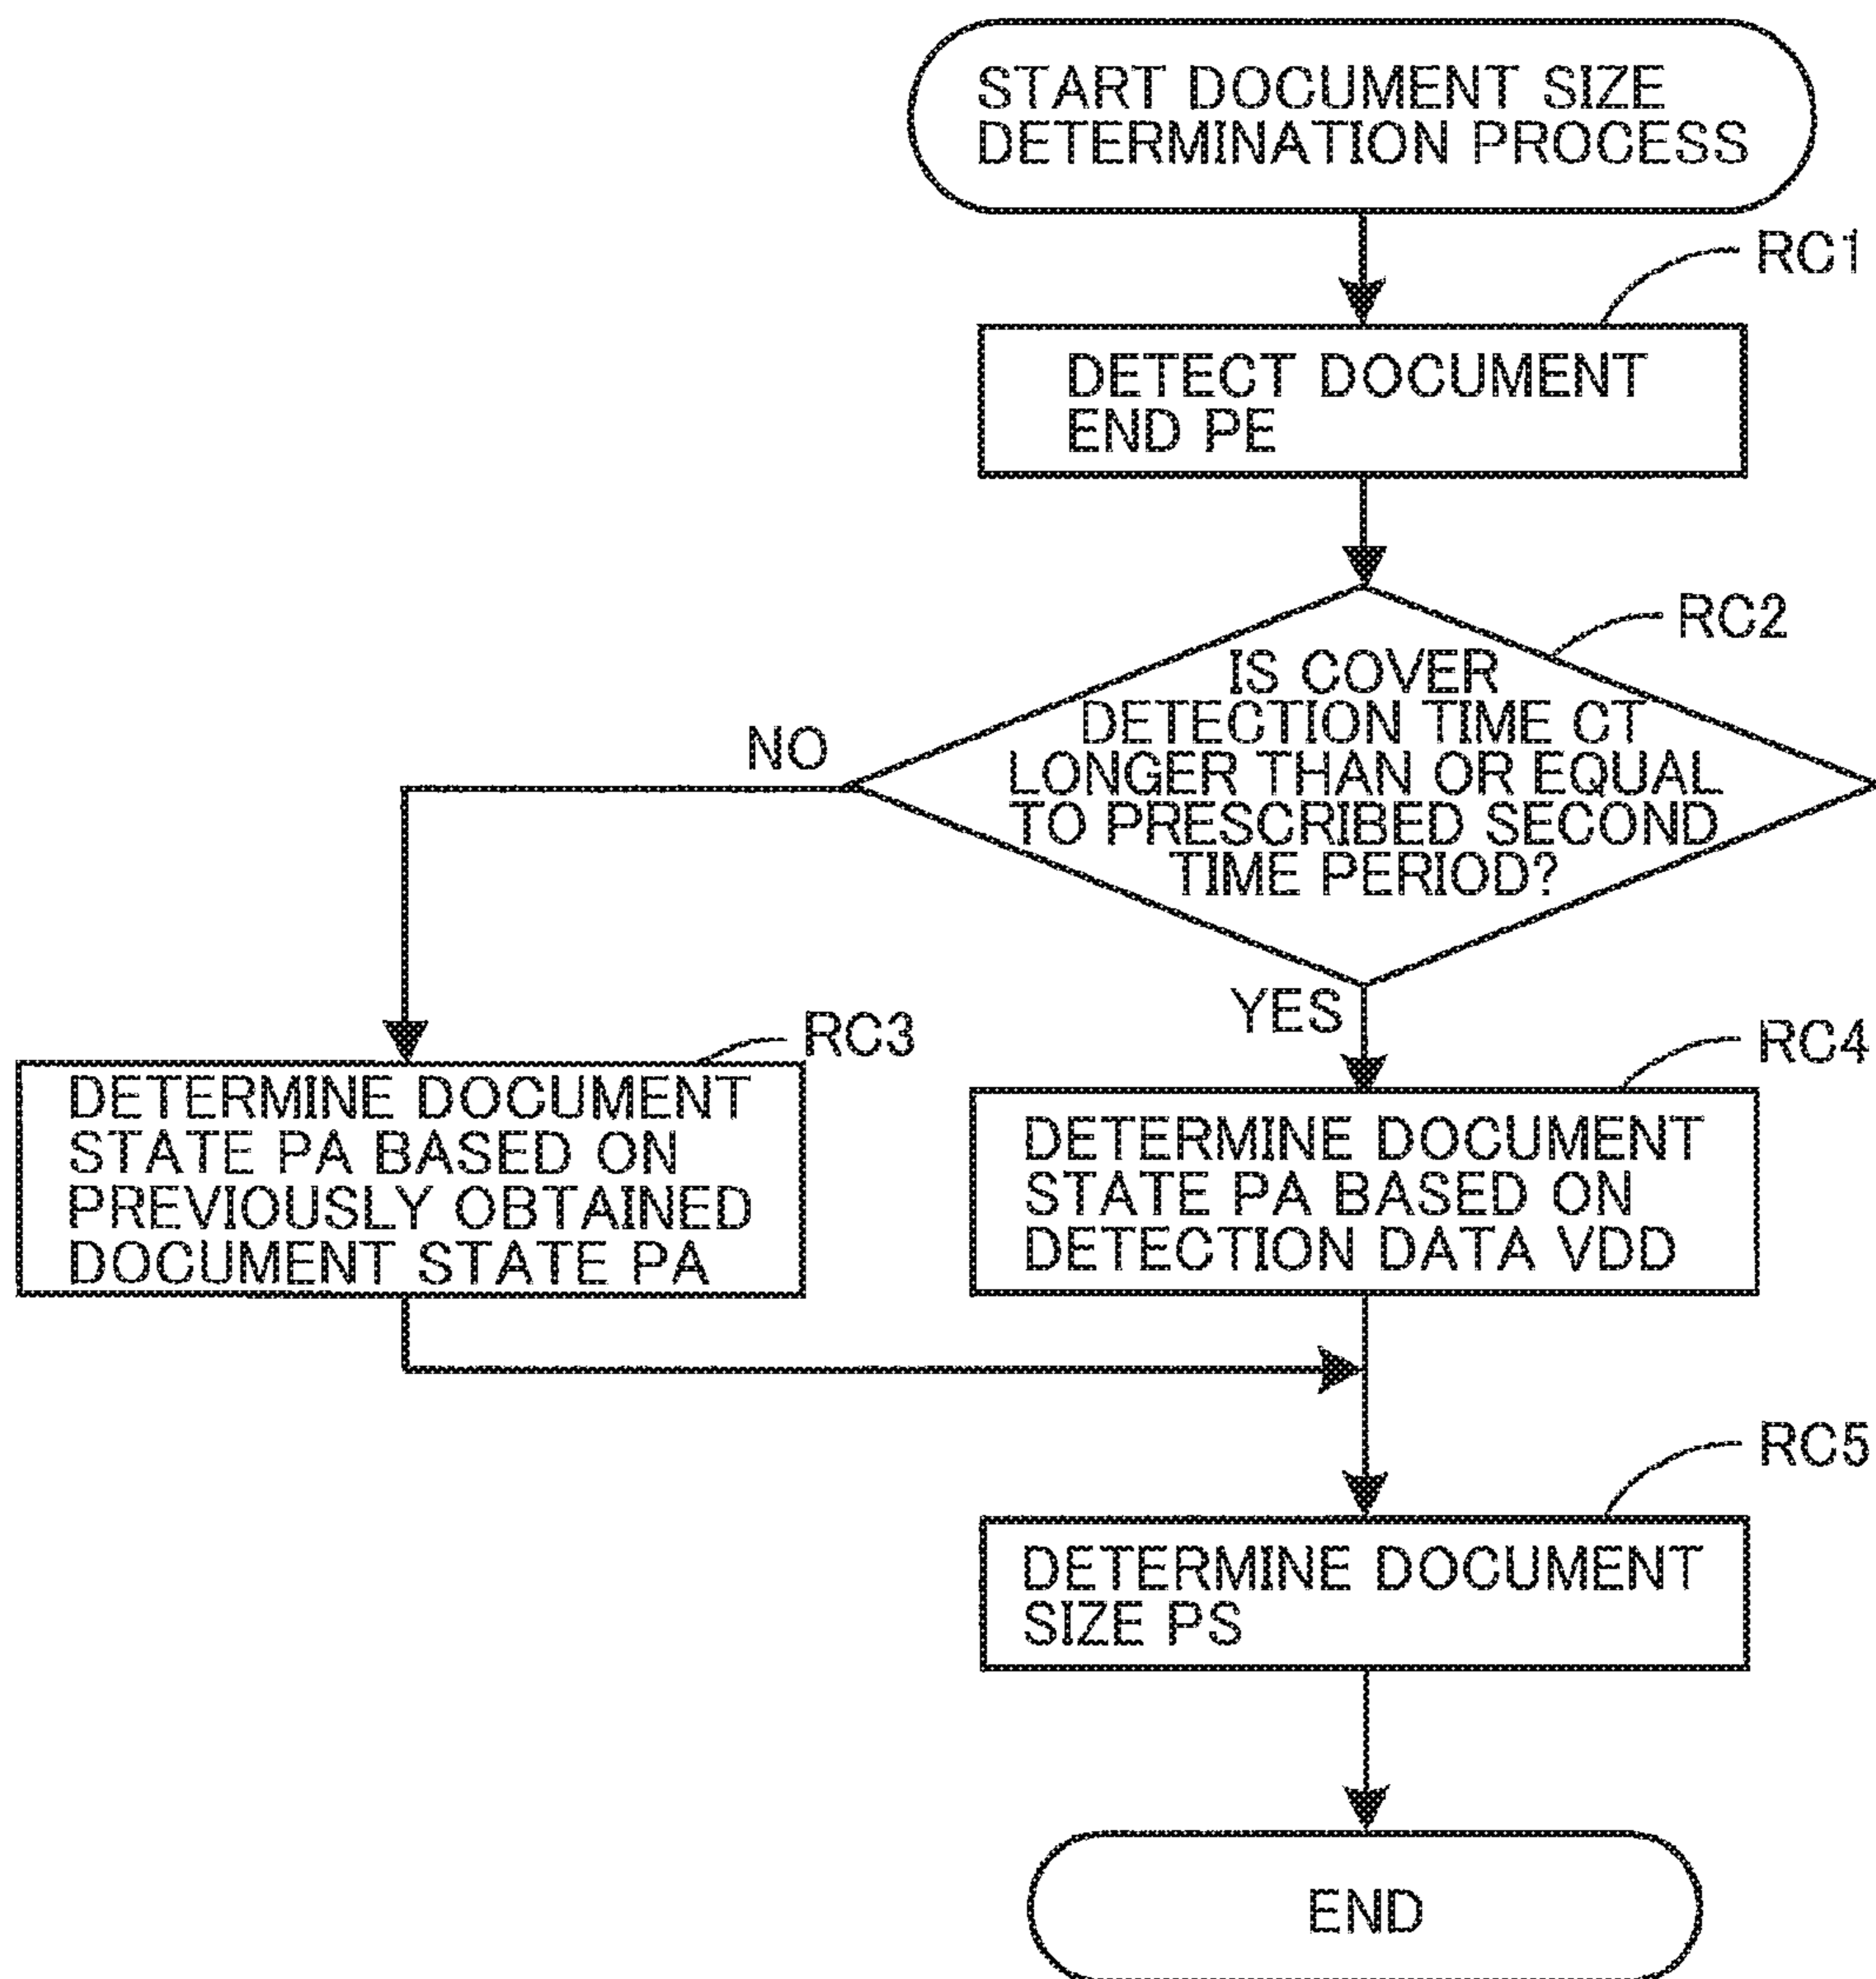 START DOCUMENT SIZE
DETERMINATION PROCESS
RC1
DETECT DOCUMENT
END PE
RC2
IS COVER
DETECTION TIME CT
LONGER THAN OR EQUAL
TO PRESCRIBED SECOND
TIME PERIOD?
NO
YES
RC3
DETERMINE DOCUMENT
STATE PA BASED ON
PREVIOUSLY OBTAINED
DOCUMENT STATE PA
RC4
DETERMINE DOCUMENT
STATE PA BASED ON
DETECTION DATA VDD
RC5
DETERMINE DOCUMENT
SIZE PS
END